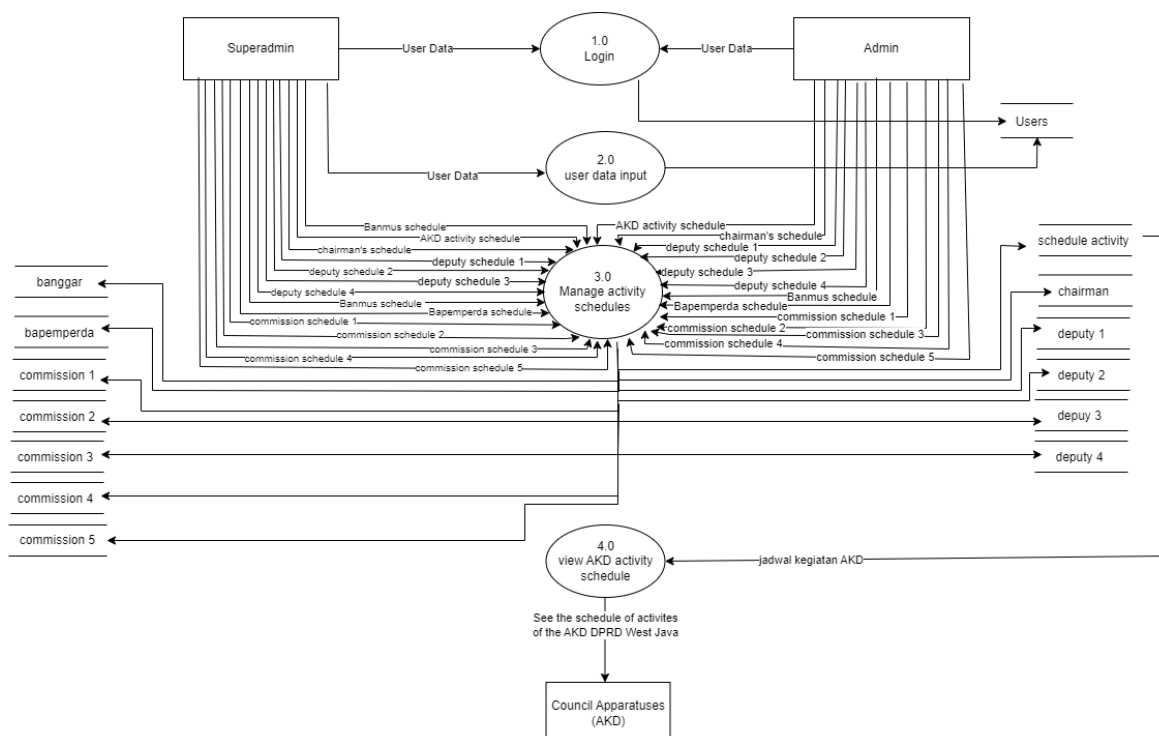 Superadmin
User Data
1.0
Login
User Data
Admin
Users
2.0
user data input
User Data
Banmus schedule
AKD activity schedule
chairman's schedule
deputy schedule 1
deputy schedule 2
deputy schedule 3
deputy schedule 4
Banmus schedule
Bapemperda schedule
commission schedule 1
commission schedule 2
commission schedule 3
commission schedule 4
commission schedule 5
3.0
Manage activity
schedules
AKD activity schedule
chairman's schedule
deputy schedule 1
deputy schedule 2
deputy schedule 3
deputy schedule 4
Banmus schedule
Bapemperda schedule
commission schedule 1
commission schedule 2
commission schedule 3
commission schedule 4
commission schedule 5
banggar
bapemperda
commission 1
commission 2
commission 3
commission 4
commission 5
schedule activity
chairman
deputy 1
deputy 2
depuy 3
deputy 4
4.0
view AKD activity
schedule
jadwal kegiatan AKD
See the schedule of activites
of the AKD DPRD West Java
Council Apparatuses
(AKD)